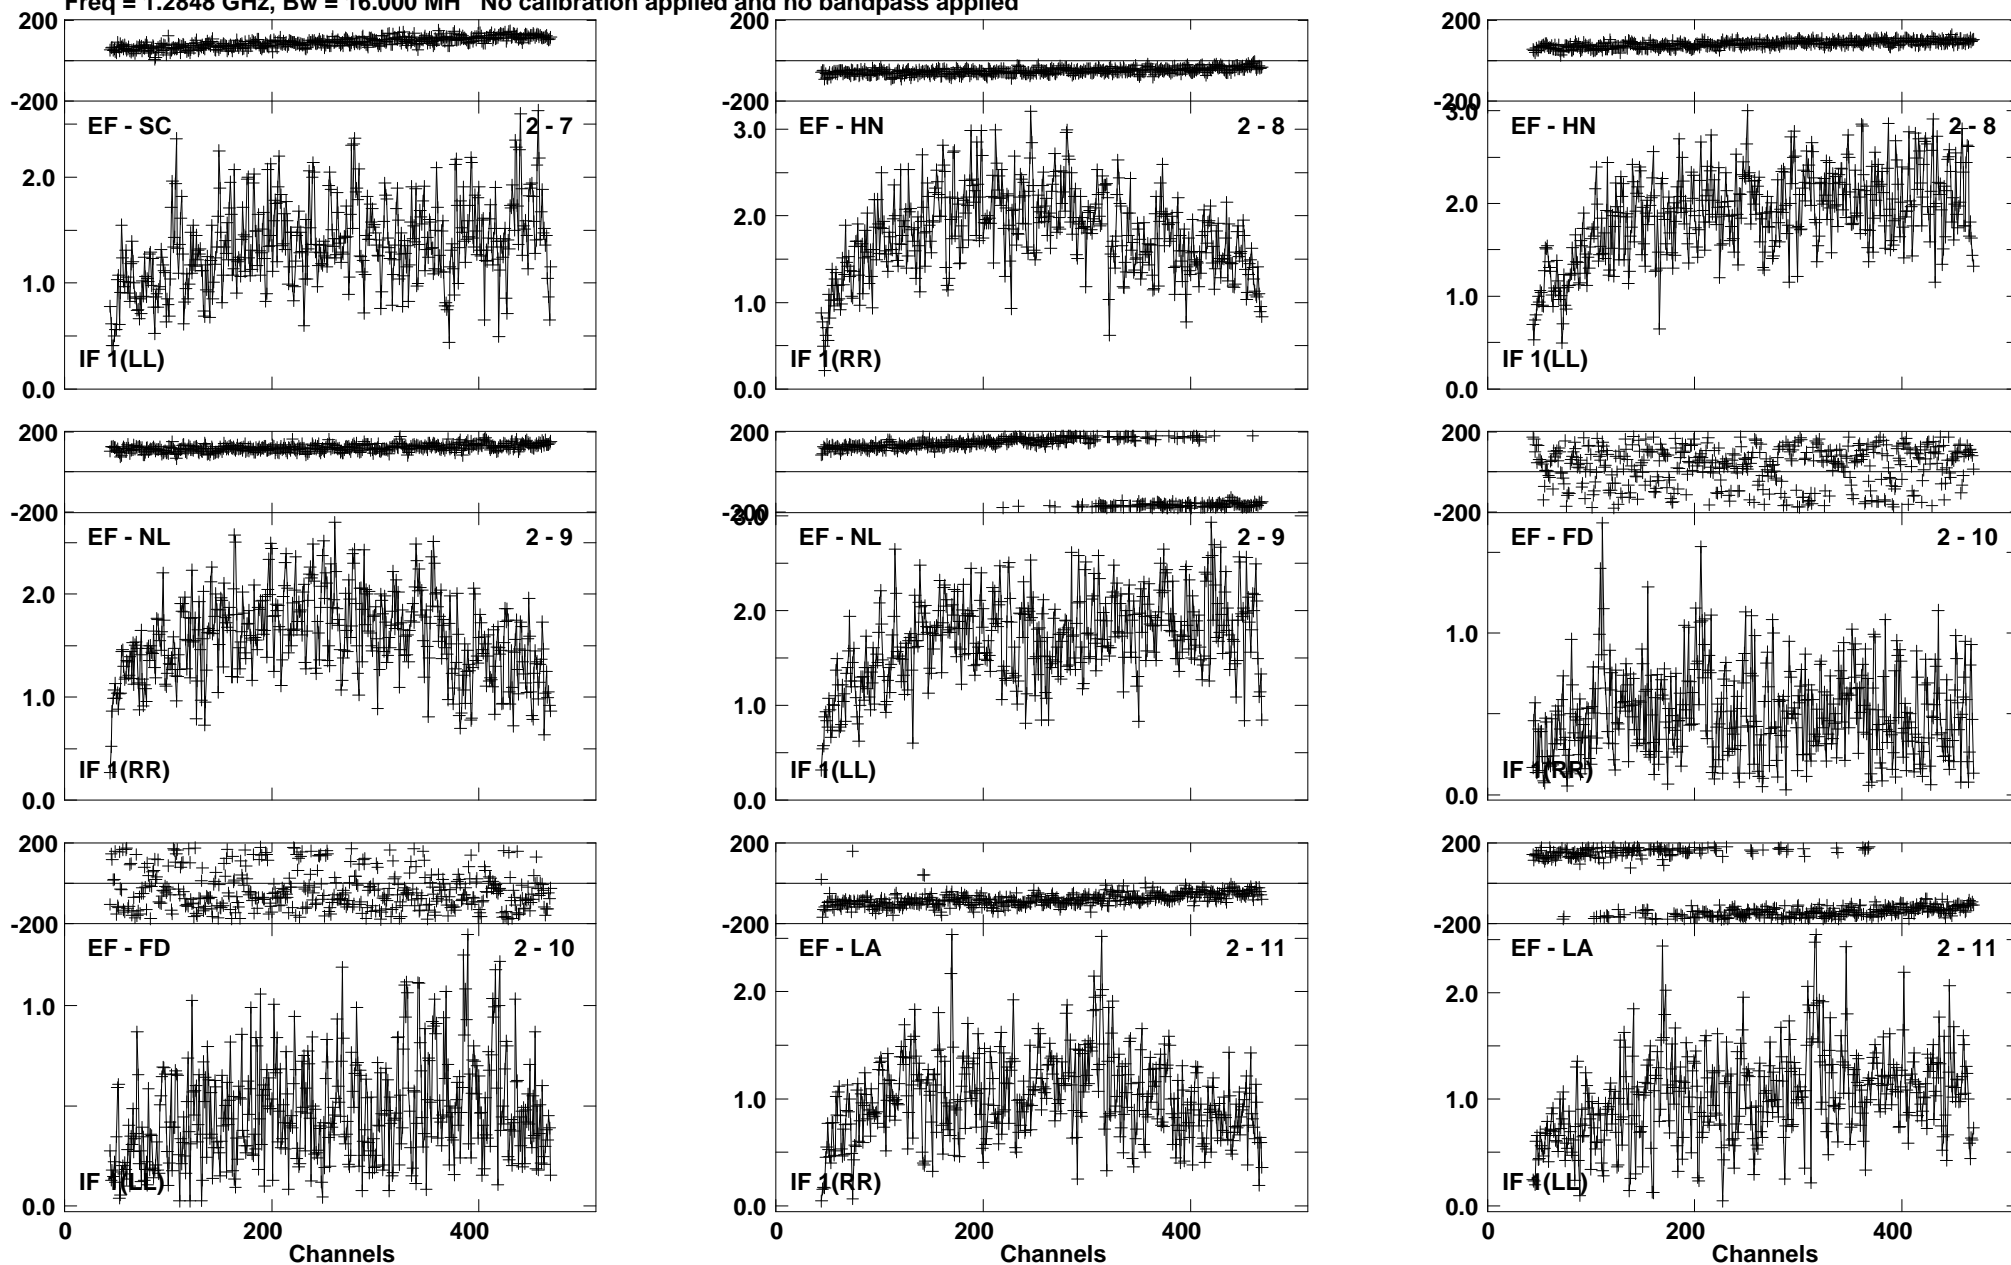 Freq = 1.2848 GHz, Bw = 16.000 MH No calibration applied and no bandpass applied
200 200 200
-200 -200 -200
EF - SC 2 - 7 EF - HN 2 - 8 EF - HN 2 - 8
3.0 3.0
2.0 2.0 2.0
1.0 1.0 1.0
IF 1(LL) IF 1(RR) IF 1(LL)
0.0 0.0 0.0
200 200 200
-200 -200 -200
3.0
EF - NL 2 - 9 EF - NL 2 - 9 EF - FD 2 - 10
2.0 2.0 1.0
1.0 1.0
IF 1(RR) IF 1(LL) IF 1(RR)
0.0 0.0 0.0
200 200 200
-200 -200 -200
EF - FD 2 - 10 EF - LA 2 - 11 EF - LA 2 - 11
1.0 2.0 2.0
1.0 1.0
IF 1(LL) IF 1(RR) IF 1(LL)
0.0 0.0 0.0
0 200 400 0 200 400 0 200 400
Channels Channels Channels